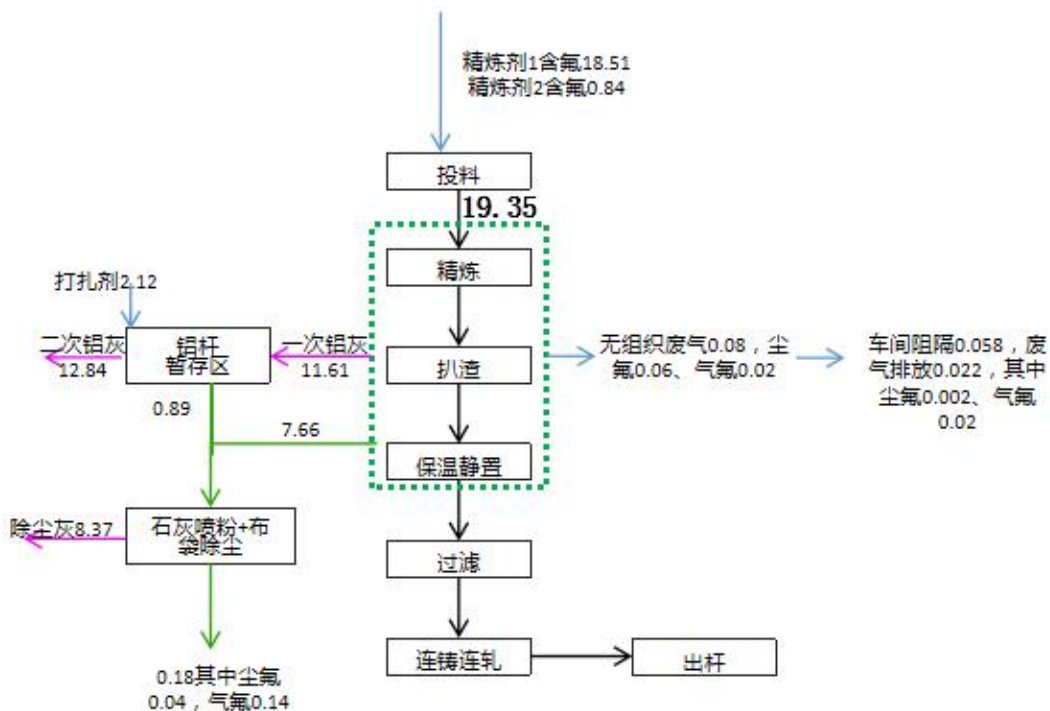 精炼剂1含氟18.51
精炼剂2含氟0.84
投料
19.35
精炼
打扎剂2.12
二次铝灰
12.84
铝杆
暂存区
一次铝灰
11.61
扒渣
无组织废气0.08，尘
氟0.06、气氟0.02
车间阻隔0.058，废
气排放0.022，其中
尘氟0.002、气氟
0.02
0.89
7.66
保温静置
除尘灰8.37
石灰喷粉+布
袋除尘
过滤
连铸连轧
出杆
0.18其中尘氟
0.04，气氟0.14